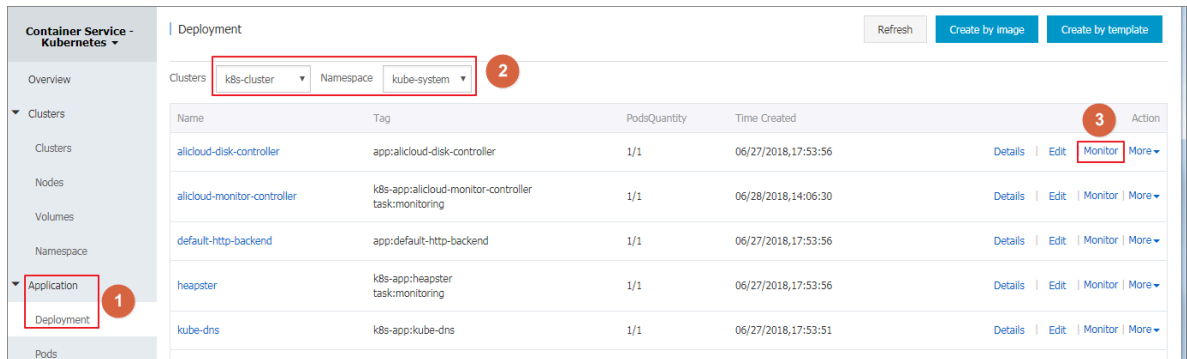 Container Service -
Kubernetes
Overview
Clusters
Clusters
Nodes
Volumes
Namespace
Application
1
Deployment
Pods
Deployment
Refresh
Create by image
Create by template
Clusters k8s-cluster Namespace kube-system 2
Name Tag PodsQuantity Time Created 3 Action
alicloud-disk-controller app:alicloud-disk-controller 1/1 06/27/2018,17:53:56 Details | Edit | Monitor | More
alicloud-monitor-controller k8s-app:alicloud-monitor-controller 1/1 06/28/2018,14:06:30 Details | Edit | Monitor | More
task:monitoring
default-http-backend app:default-http-backend 1/1 06/27/2018,17:53:56 Details | Edit | Monitor | More
heapster k8s-app:heapster 1/1 06/27/2018,17:53:56 Details | Edit | Monitor | More
task:monitoring
kube-dns k8s-app:kube-dns 1/1 06/27/2018,17:53:51 Details | Edit | Monitor | More